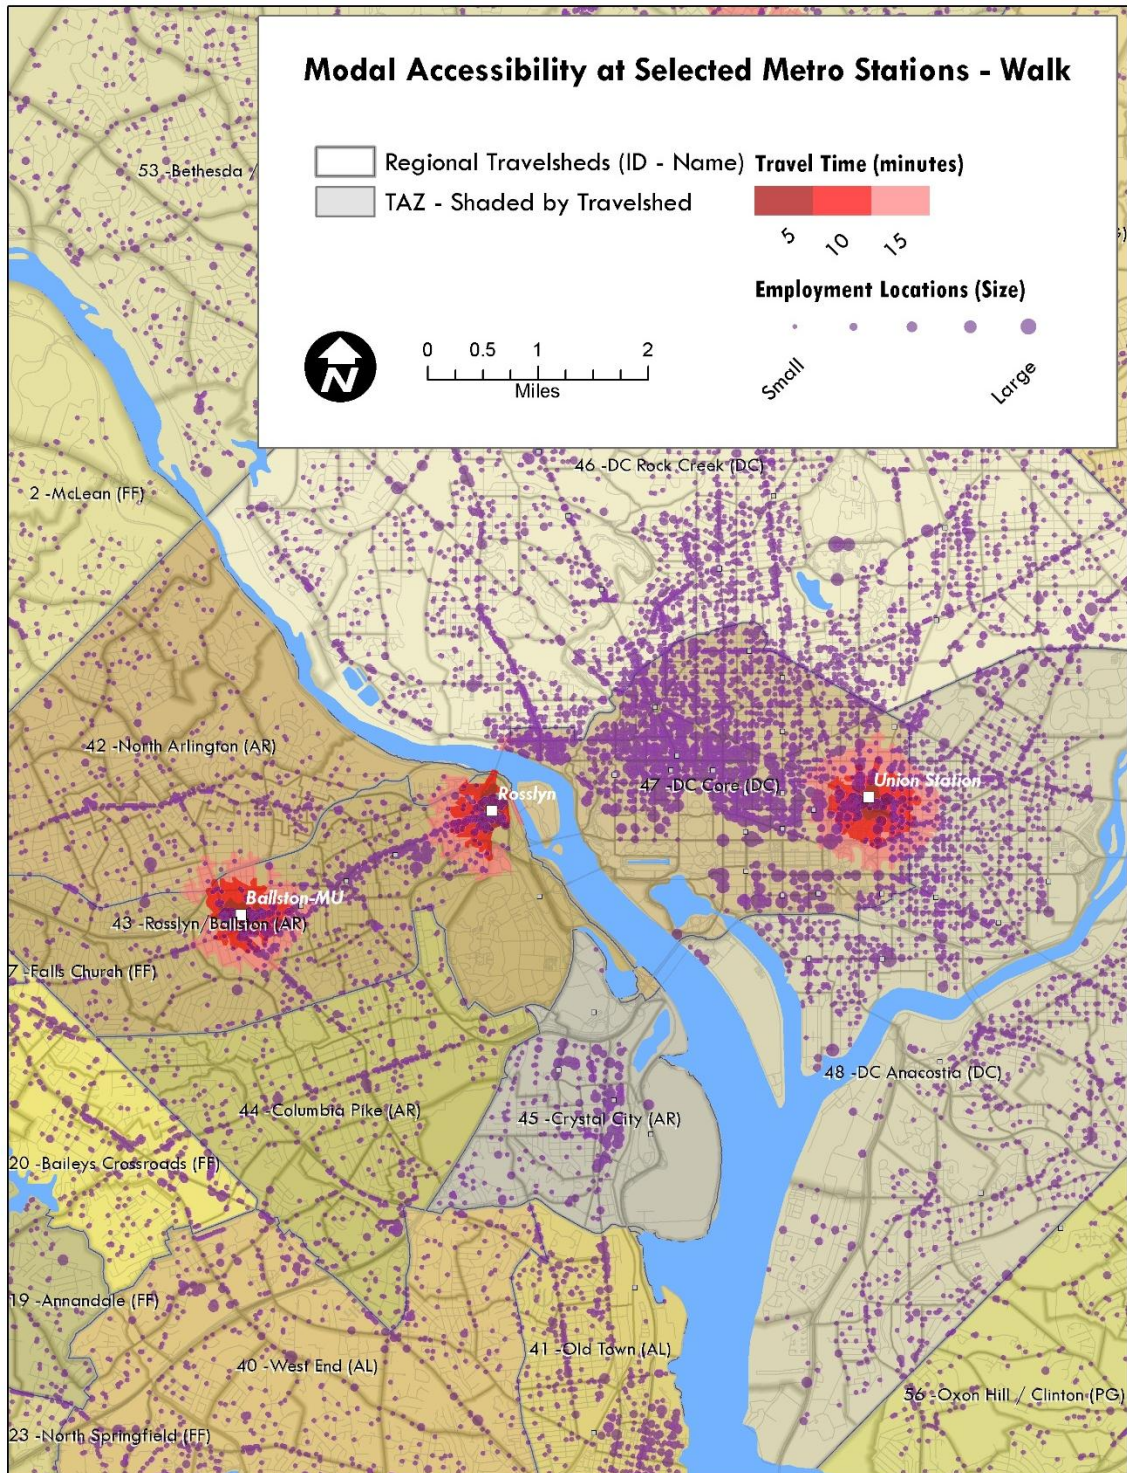 Modal Accessibility at Selected Metro Stations - Walk
Regional Travelsheds (ID - Name)
TAZ - Shaded by Travelshed
Travel Time (minutes)
5
10
15
Employment Locations (Size)
Small
Large
N
0 0.5 1 2
Miles
53 -Bethesda /
46 -DC Rock Creek (DC)
2 -McLean (FF)
42 -North Arlington (AR)
Rosslyn
47 -DC Core (DC)
Union Station
Ballston-MU
43 -Rosslyn/Ballston (AR)
7 -Falls Church (FF)
48 -DC Anacostia (DC)
44 -Columbia Pike (AR)
45 -Crystal City (AR)
20 -Baileys Crossroads (FF)
19 -Annandale (FF)
41 -Old Town (AL)
40 -West End (AL)
56 -Oxon Hill / Clinton (PG)
23 -North Springfield (FF)